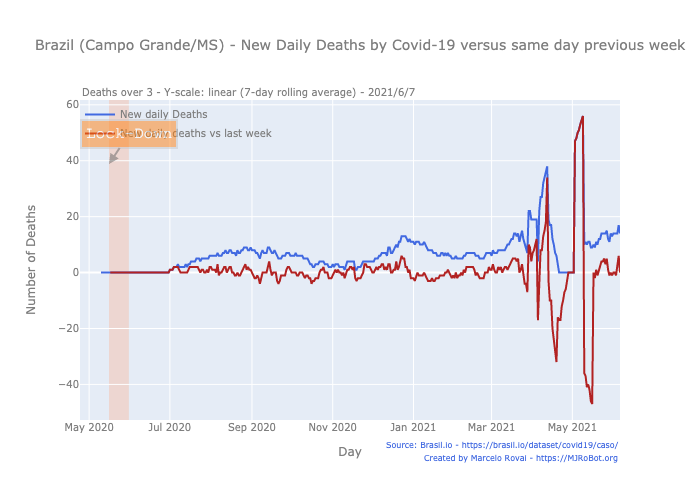 Brazil (Campo Grande/MS) - New Daily Deaths by Covid-19 versus same day previous week
Deaths over 3 - Y-scale: linear (7-day rolling average) - 2021/6/7
New daily Deaths
deaths vs last week
Lock Down
Number of Deaths
60
40
20
0
−20
−40
May 2020 Jul 2020 Sep 2020 Nov 2020 Jan 2021 Mar 2021 May 2021
Day
Source: Brasil.io - https://brasil.io/dataset/covid19/caso/
Created by Marcelo Rovai - https://MJRoBot.org